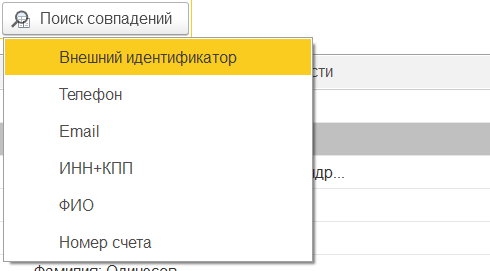 Поиск совпадений
Внешний идентификатор
Телефон
Email
ИНН+КПП
ФИО
Номер счета